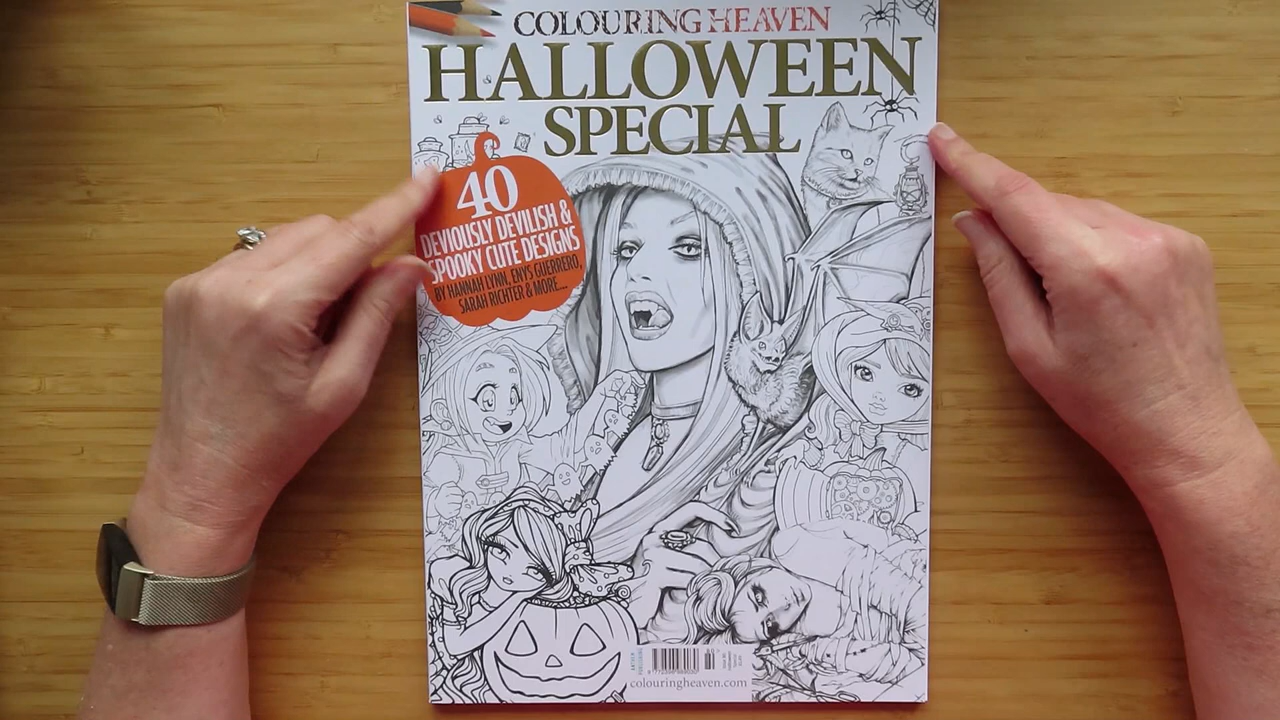 COLOURING HEAVEN
HALLOWEEN
SPECIAL
40
DEVIOUSLY DEVILISH &
SPOOKY CUTE DESIGNS
BY HANNAH LYNN, ENYS GUERRERO,
SARAH RICHTER & MORE...
colouringheaven.com